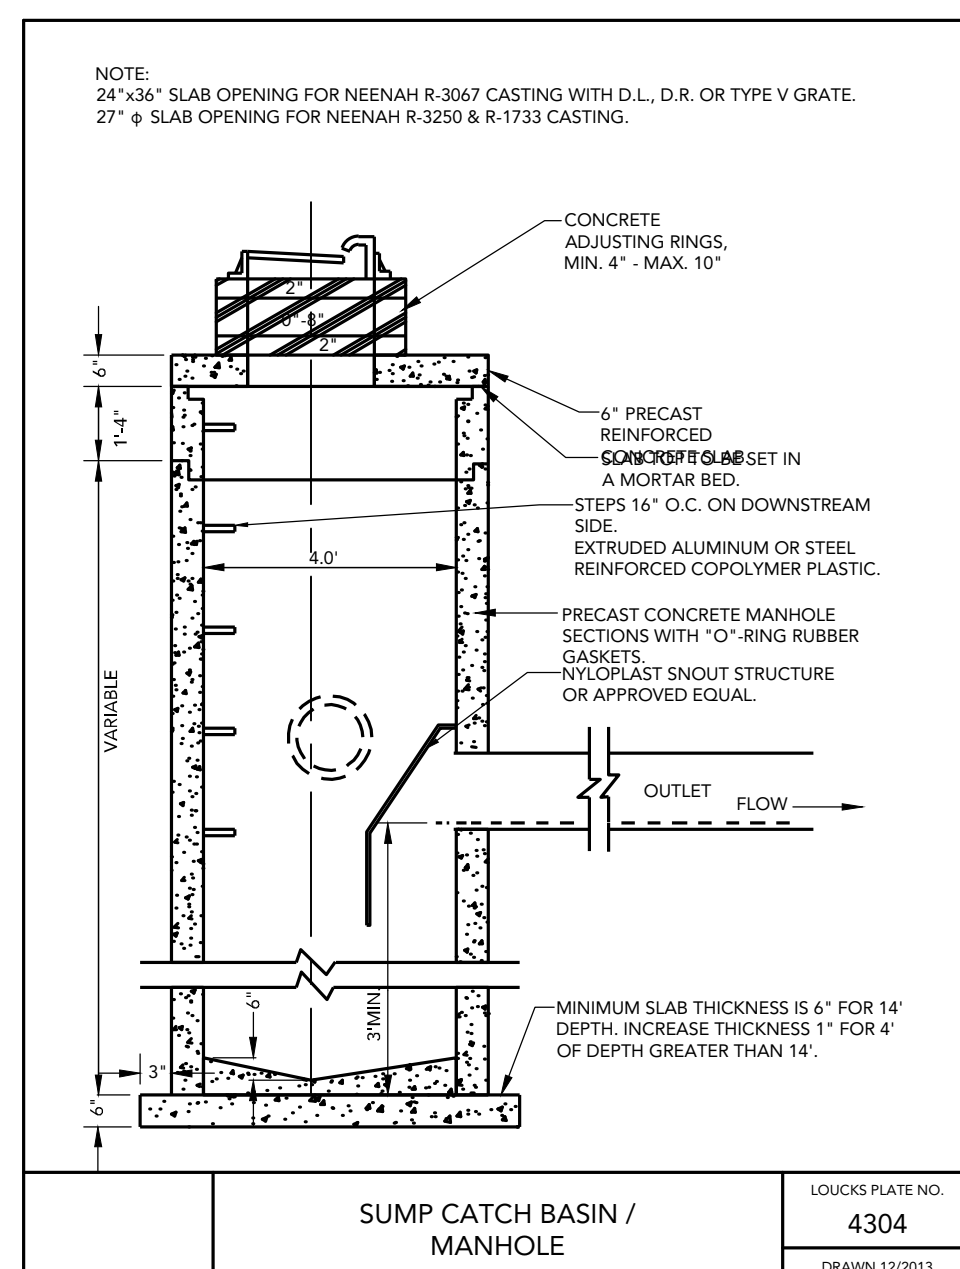 NOTE:
24"x36" SLAB OPENING FOR NEENAH R-3067 CASTING WITH D.L., D.R. OR TYPE V GRATE.
27" ϕ SLAB OPENING FOR NEENAH R-3250 & R-1733 CASTING.
CONCRETE
ADJUSTING RINGS,
MIN. 4" - MAX. 10"
2"
0"-8"
2"
6"
1'-4"
6" PRECAST
REINFORCED
CONCRETE SLAB.
SLAB TOP TO BE SET IN
A MORTAR BED.
STEPS 16" O.C. ON DOWNSTREAM
SIDE.
EXTRUDED ALUMINUM OR STEEL
REINFORCED COPOLYMER PLASTIC.
4.0'
PRECAST CONCRETE MANHOLE
SECTIONS WITH "O"-RING RUBBER
GASKETS.
NYLOPLAST SNOUT STRUCTURE
OR APPROVED EQUAL.
VARIABLE
OUTLET
FLOW
6"
3'MIN.
MINIMUM SLAB THICKNESS IS 6" FOR 14'
DEPTH. INCREASE THICKNESS 1" FOR 4'
OF DEPTH GREATER THAN 14'.
3"
6"
SUMP CATCH BASIN /
MANHOLE
LOUCKS PLATE NO.
4304
DRAWN 12/2013